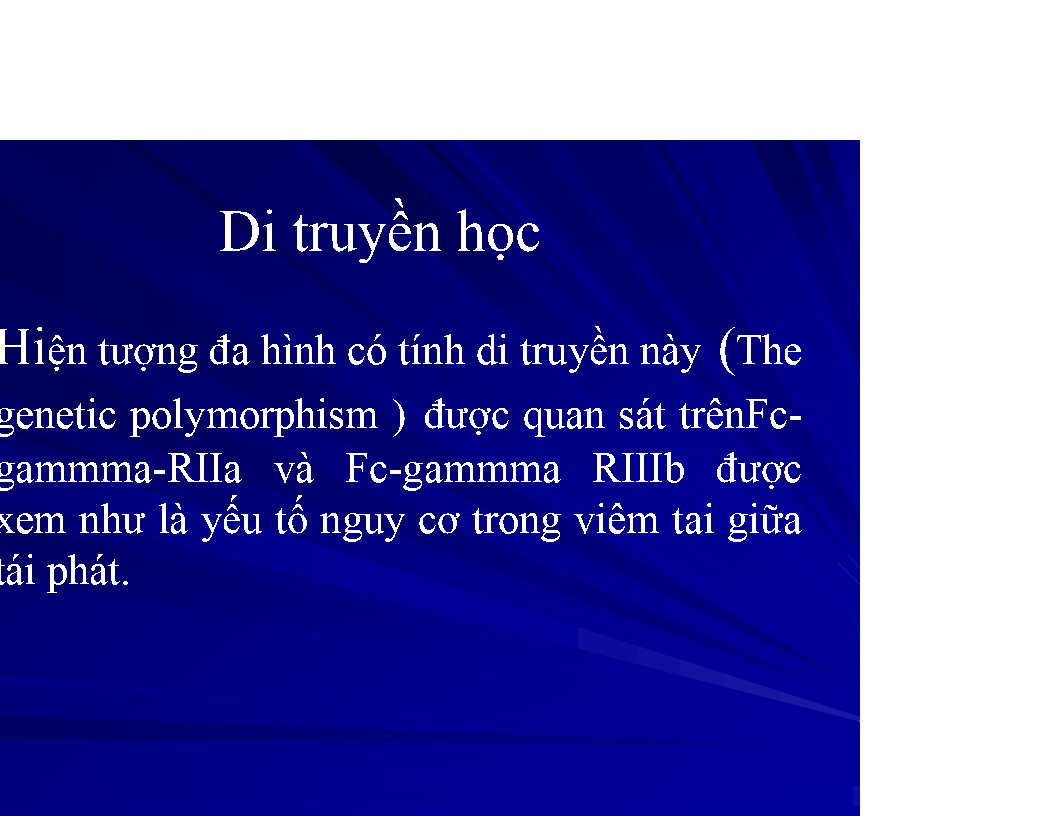 Di truyền học
Hiện tượng đa hình có tính di truyền này (The
genetic polymorphism ) được quan sát trênFc-
gammma-RIIa và Fc-gammma RIIIb được
xem như là yếu tố nguy cơ trong viêm tai giữa
tái phát.